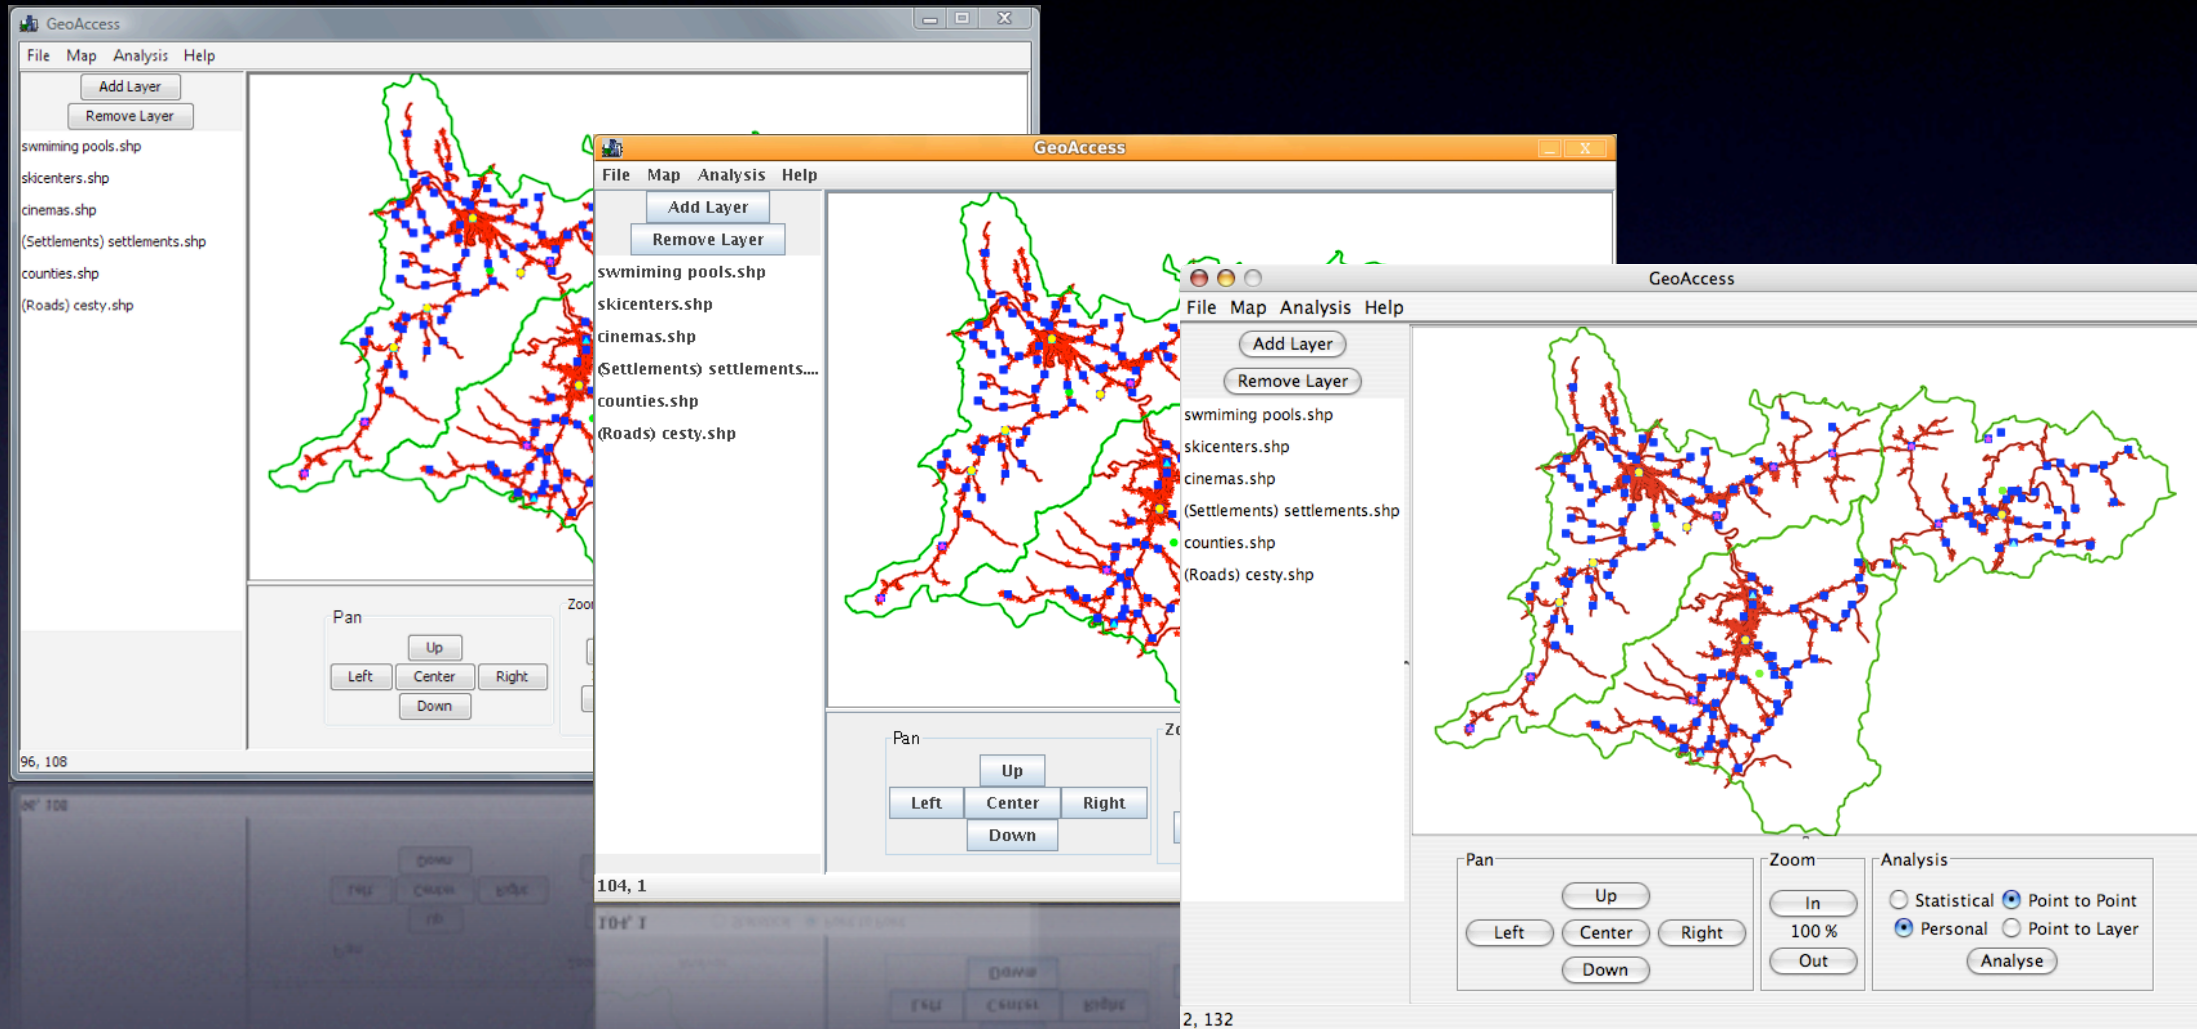 GeoAccess
File Map Analysis Help
Add Layer
Remove Layer
swmiming pools.shp
skicenters.shp
cinemas.shp
(Settlements) settlements.shp
counties.shp
(Roads) cesty.shp
Pan
Up
Left Center Right
Down
96, 108
GeoAccess
File Map Analysis Help
Add Layer
Remove Layer
swmiming pools.shp
skicenters.shp
cinemas.shp
(Settlements) settlements....
counties.shp
(Roads) cesty.shp
Pan
Up
Left Center Right
Down
104, 1
GeoAccess
File Map Analysis Help
Add Layer
Remove Layer
swmiming pools.shp
skicenters.shp
cinemas.shp
(Settlements) settlements.shp
counties.shp
(Roads) cesty.shp
Pan Zoom Analysis
Up In Statistical Point to Point
Left Center Right 100 % Personal Point to Layer
Down Out Analyse
2, 132